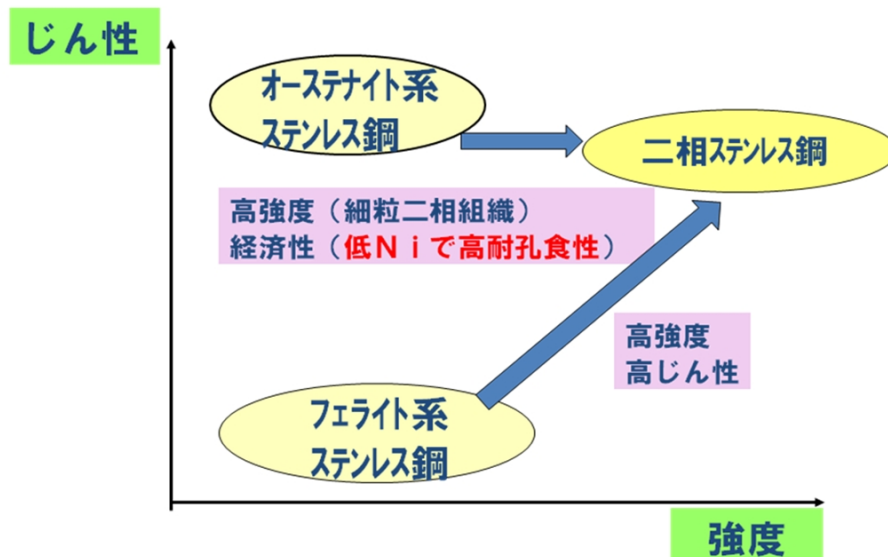 じん性
オーステナイト系
ステンレス鋼
二相ステンレス鋼
高強度（細粒二相組織）
経済性（低Ｎｉで高耐孔食性）
高強度
高じん性
フェライト系
ステンレス鋼
強度